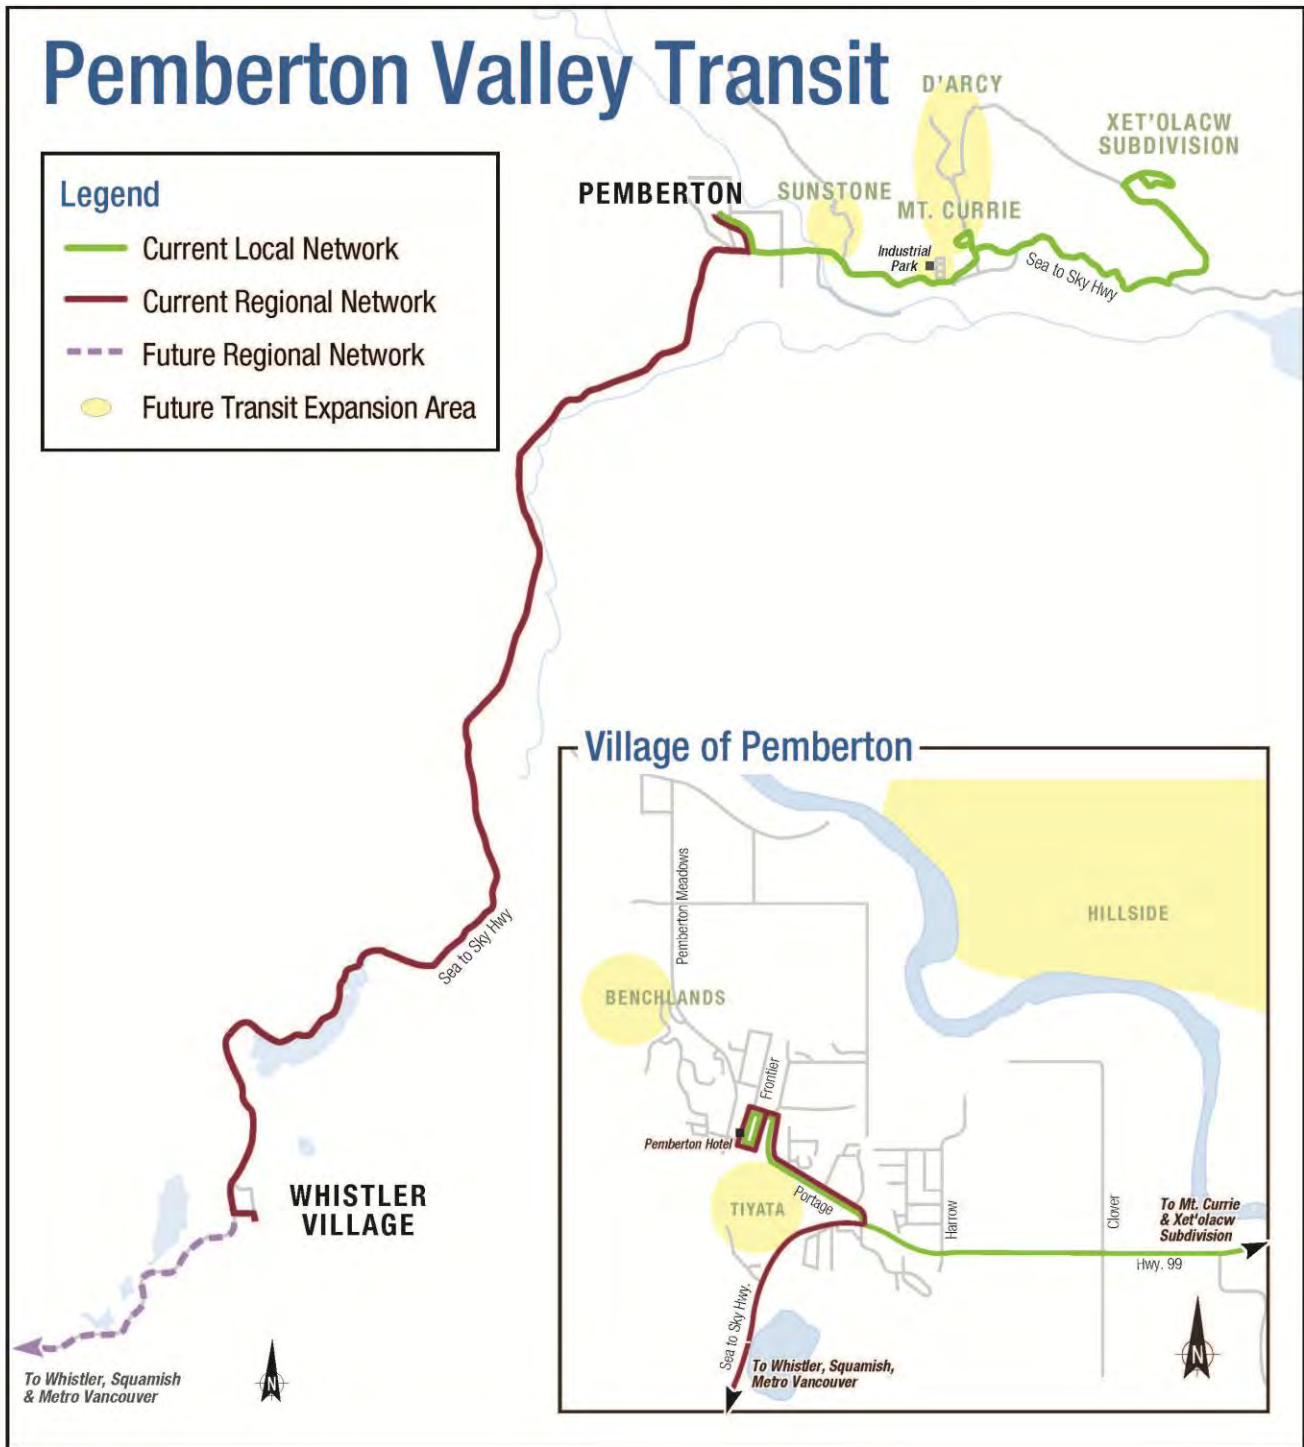 Pemberton Valley Transit
Legend
Current Local Network
Current Regional Network
Future Regional Network
Future Transit Expansion Area
D'ARCY
XET'OLACW
SUBDIVISION
PEMBERTON
SUNSTONE
MT. CURRIE
Industrial
Park
Sea to Sky Hwy
Sea to Sky Hwy
WHISTLER
VILLAGE
To Whistler, Squamish
& Metro Vancouver
N
Village of Pemberton
Pemberton Meadows
HILLSIDE
BENCHLANDS
Frontier
Pemberton Hotel
Portage
TIYATA
Harrow
Clover
To Mt. Currie
& Xet'olacw
Subdivision
Hwy. 99
Sea to Sky Hwy.
To Whistler, Squamish,
Metro Vancouver
N